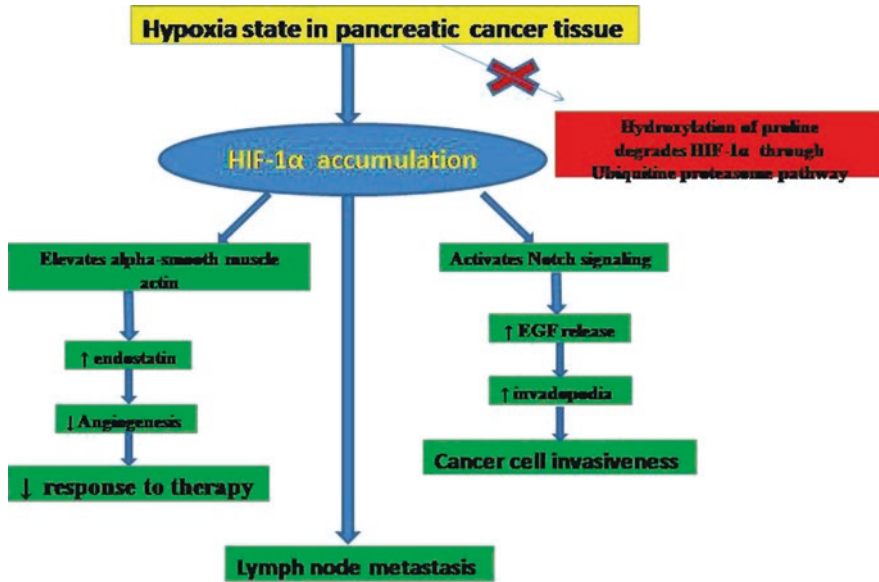 Hypoxia state in pancreatic cancer tissue
Hydroxylation of proline
degrades HIF-1α through
Ubiquitine proteasome pathway
HIF-1α accumulation
Elevates alpha-smooth muscle
actin
↑ endostatin
↓ Angiogenesis
↓ response to therapy
Activates Notch signaling
↑ EGF release
↑ invadopodia
Cancer cell invasiveness
Lymph node metastasis